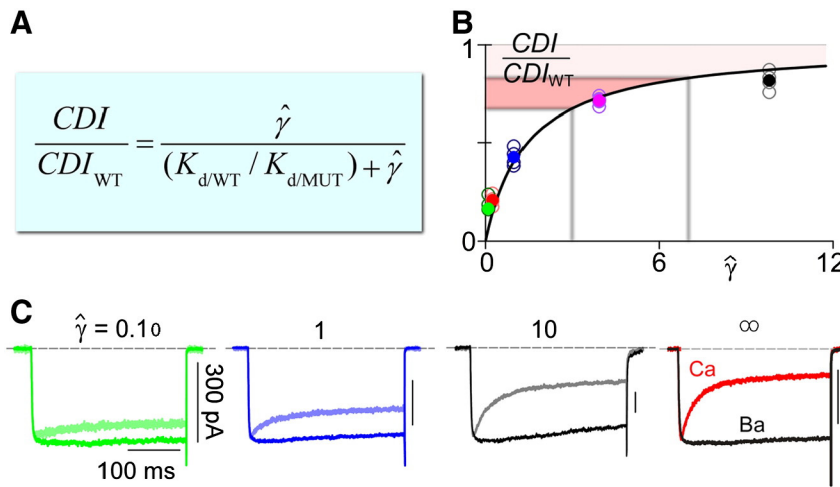 A
CDI / CDI_WT = γ̂ / ((K_d/WT / K_d/MUT) + γ̂)
B
1
CDI / CDI_WT
0
0 6 γ̂ 12
C
γ̂ = 0.10 1 10 ∞
300 pA
Ca
Ba
100 ms